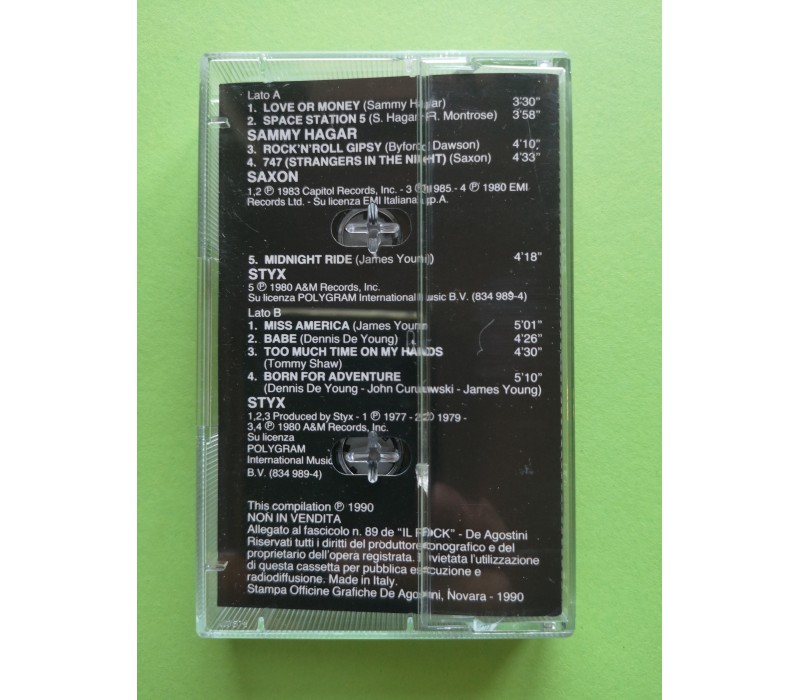 Lato A
1. LOVE OR MONEY (Sammy Hagar) 3'30"
2. SPACE STATION 5 (S. Hagar-R. Montrose) 3'58"
SAMMY HAGAR
3. ROCK'N'ROLL GIPSY (Byford Dawson) 4'10"
4. 747 (STRANGERS IN THE NIGHT) (Saxon) 4'33"
SAXON
1,2 ℗ 1983 Capitol Records, Inc. - 3 ℗ 1985 - 4 ℗ 1980 EMI
Records Ltd. - Su licenza EMI Italiana S.p.A.
5. MIDNIGHT RIDE (James Young) 4'18"
STYX
5 ℗ 1980 A&M Records, Inc.
Su licenza POLYGRAM International Music B.V. (834 989-4)
Lato B
1. MISS AMERICA (James Young) 5'01"
2. BABE (Dennis De Young) 4'26"
3. TOO MUCH TIME ON MY HANDS 4'30"
(Tommy Shaw)
4. BORN FOR ADVENTURE 5'10"
(Dennis De Young - John Curulewski - James Young)
STYX
1,2,3 Produced by Styx - 1 ℗ 1977 - 2 ℗ 1979 -
3,4 ℗ 1980 A&M Records, Inc.
Su licenza
POLYGRAM
International Music
B.V. (834 989-4)
This compilation ℗ 1990
NON IN VENDITA
Allegato al fascicolo n. 89 de "IL ROCK" - De Agostini
Riservati tutti i diritti del produttore fonografico e del
proprietario dell'opera registrata. È vietata l'utilizzazione
di questa cassetta per pubblica esecuzione e
radiodiffusione. Made in Italy.
Stampa Officine Grafiche De Agostini, Novara - 1990